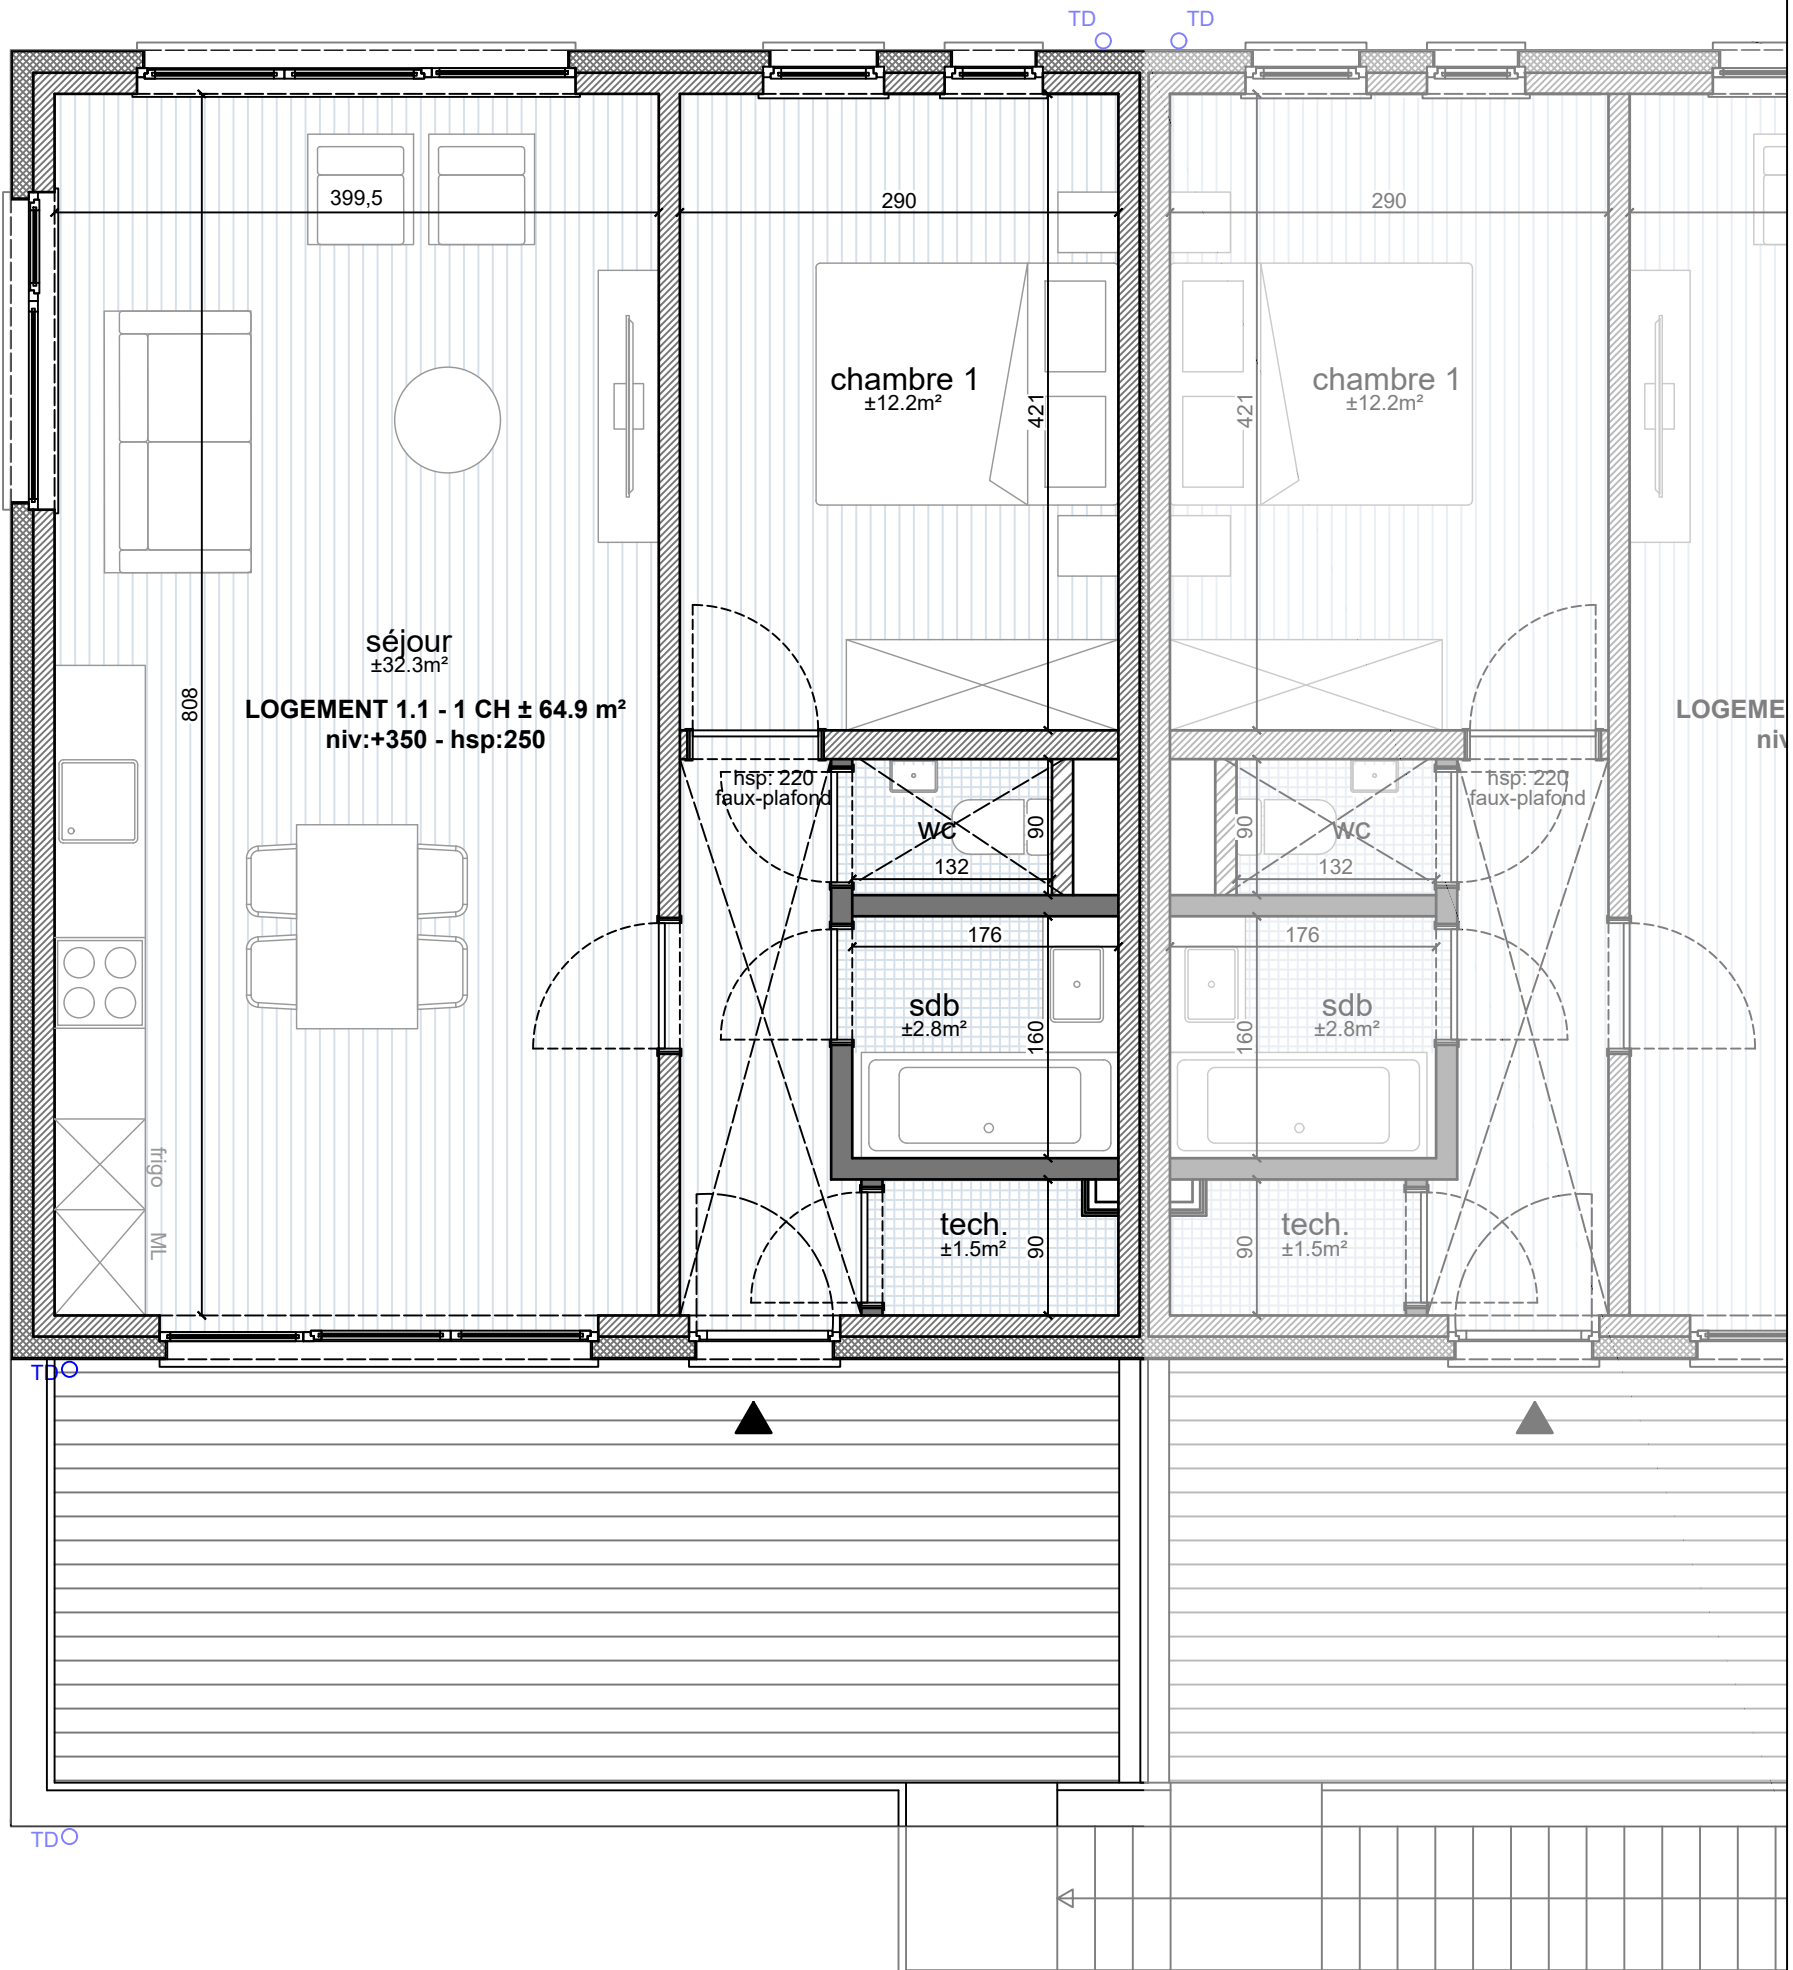 TD
TD
399,5
290
290
chambre 1
±12.2m²
421
421
chambre 1
±12.2m²
séjour
±32.3m²
808
LOGEMENT 1.1 - 1 CH ± 64.9 m²
niv:+350 - hsp:250
LOGEME
niv
hsp: 220
faux-plafond
wc
90
132
90
wc
132
hsp: 220
faux-plafond
176
176
sdb
±2.8m²
160
160
sdb
±2.8m²
frigo
ML
tech.
±1.5m²
90
90
tech.
±1.5m²
TD
TD